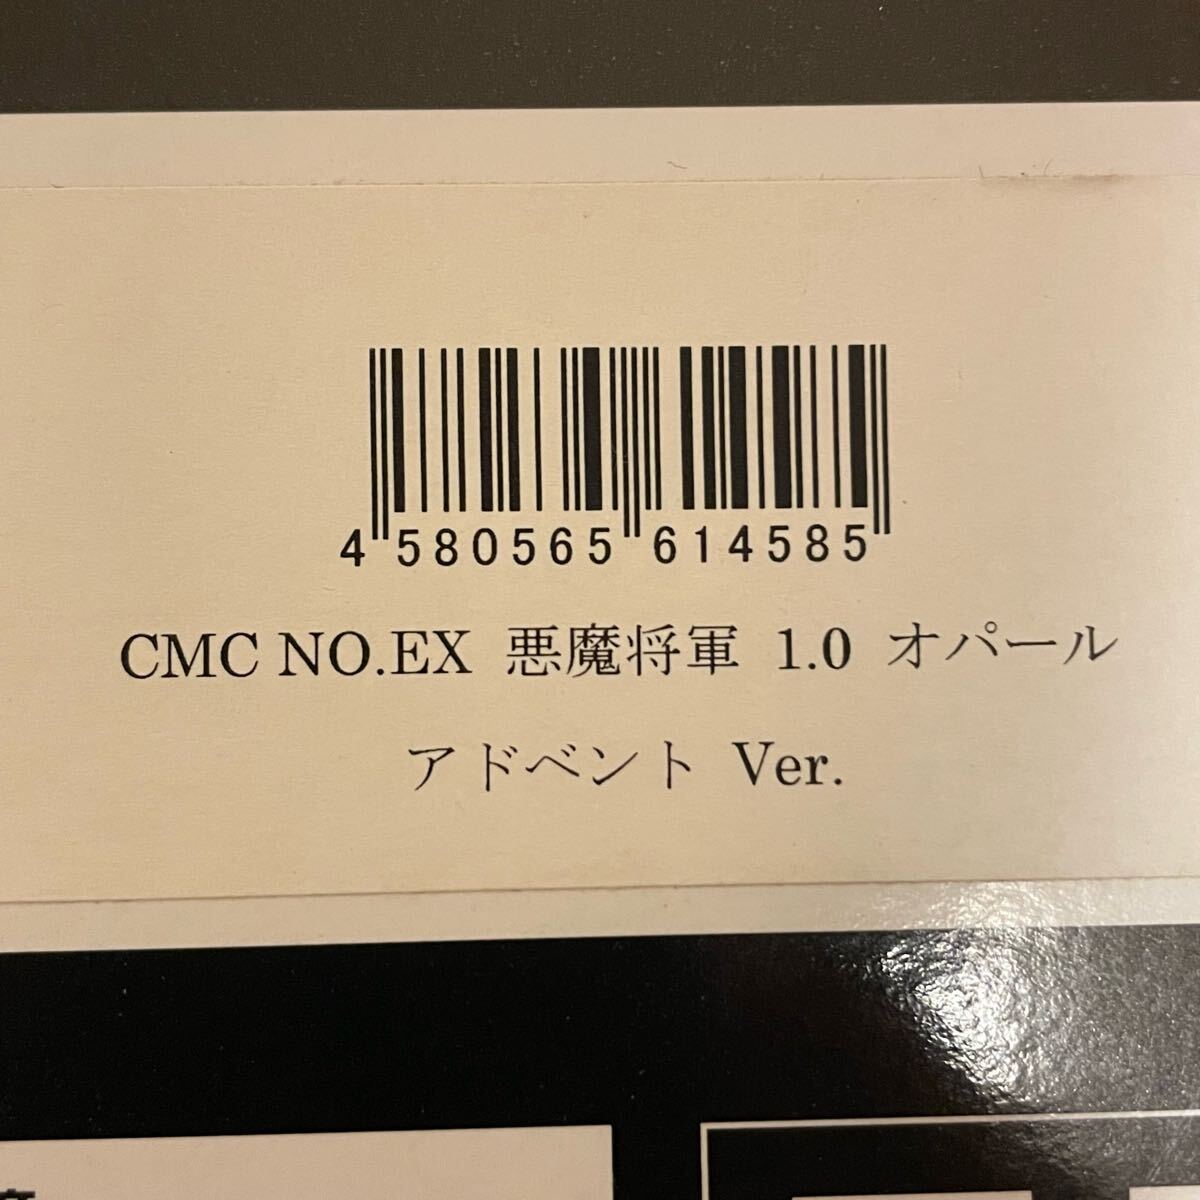 4 580565 614585
CMC NO.EX 悪魔将軍 1.0 オパール
アドベント Ver.